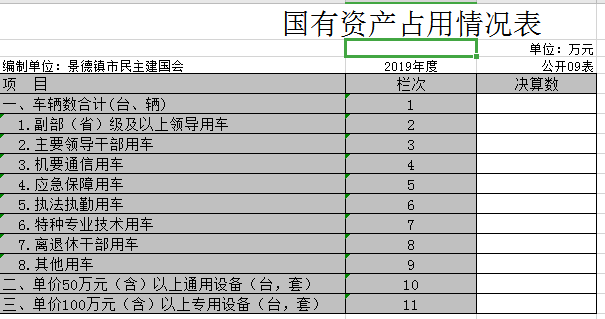 国有资产占用情况表
单位：万元
编制单位：景德镇市民主建国会 2019年度 公开09表
项 目 栏次 决算数
一、车辆数合计(台、辆) 1
1.副部（省）级及以上领导用车 2
2.主要领导干部用车 3
3.机要通信用车 4
4.应急保障用车 5
5.执法执勤用车 6
6.特种专业技术用车 7
7.离退休干部用车 8
8.其他用车 9
二、单价50万元（含）以上通用设备（台，套） 10
三、单价100万元（含）以上专用设备（台，套） 11